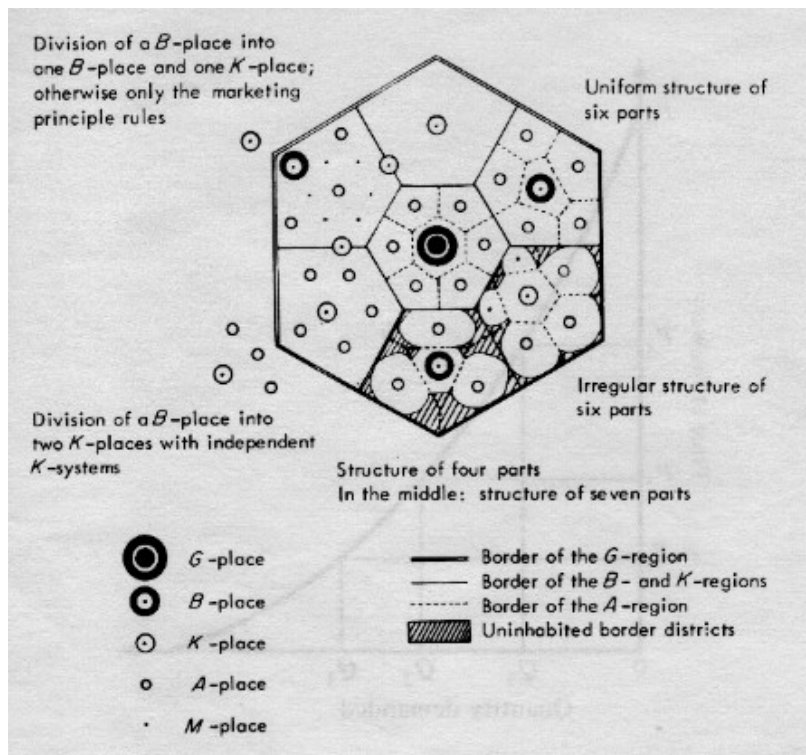 Division of a B-place into
one B-place and one K-place;
otherwise only the marketing
principle rules
Uniform structure of
six parts
Irregular structure of
six parts
Division of a B-place into
two K-places with independent
K-systems
Structure of four parts
In the middle: structure of seven parts
G-place
B-place
K-place
A-place
M-place
Border of the G-region
Border of the B- and K-regions
Border of the A-region
Uninhabited border districts
Quantity demanded